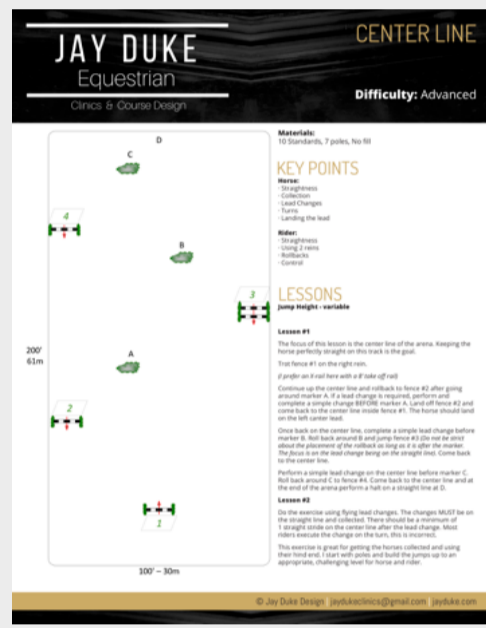 JAY DUKE
Equestrian
Clinics & Course Design
CENTER LINE
Difficulty: Advanced
D
C
4
B
3
A
2
1
200'
61m
100' – 30m
Materials:
10 Standards, 7 poles, No fill
KEY POINTS
Horse:
· Straightness
· Collection
· Lead Changes
· Turns
· Landing the lead
Rider:
· Straightness
· Using 2 reins
· Rollbacks
· Control
LESSONS
Jump Height - variable
Lesson #1
The focus of this lesson is the center line of the arena. Keeping the
horse perfectly straight on this track is the goal.
Trot fence #1 on the right rein.
(I prefer an X-rail here with a 8' take off rail)
Continue up the center line and rollback to fence #2 after going
around marker A. If a lead change is required, perform and
complete a simple change BEFORE marker A. Land off fence #2 and
come back to the center line inside fence #1. The horse should land
on the left canter lead.
Once back on the center line, complete a simple lead change before
marker B. Roll back around B and jump fence #3 (Do not be strict
about the placement of the rollback as long as it is after the marker.
The focus is on the lead change being on the straight line). Come back
to the center line.
Perform a simple lead change on the center line before marker C.
Roll back around C to fence #4. Come back to the center line and at
the end of the arena perform a halt on a straight line at D.
Lesson #2
Do the exercise using flying lead changes. The changes MUST be on
the straight line and collected. There should be a minimum of
1 straight stride on the center line after the lead change. Most
riders execute the change on the turn, this is incorrect.
This exercise is great for getting the horses collected and using
their hind end. I start with poles and build the jumps up to an
appropriate, challenging level for horse and rider.
© Jay Duke Design | jaydukeclinics@gmail.com | jayduke.com